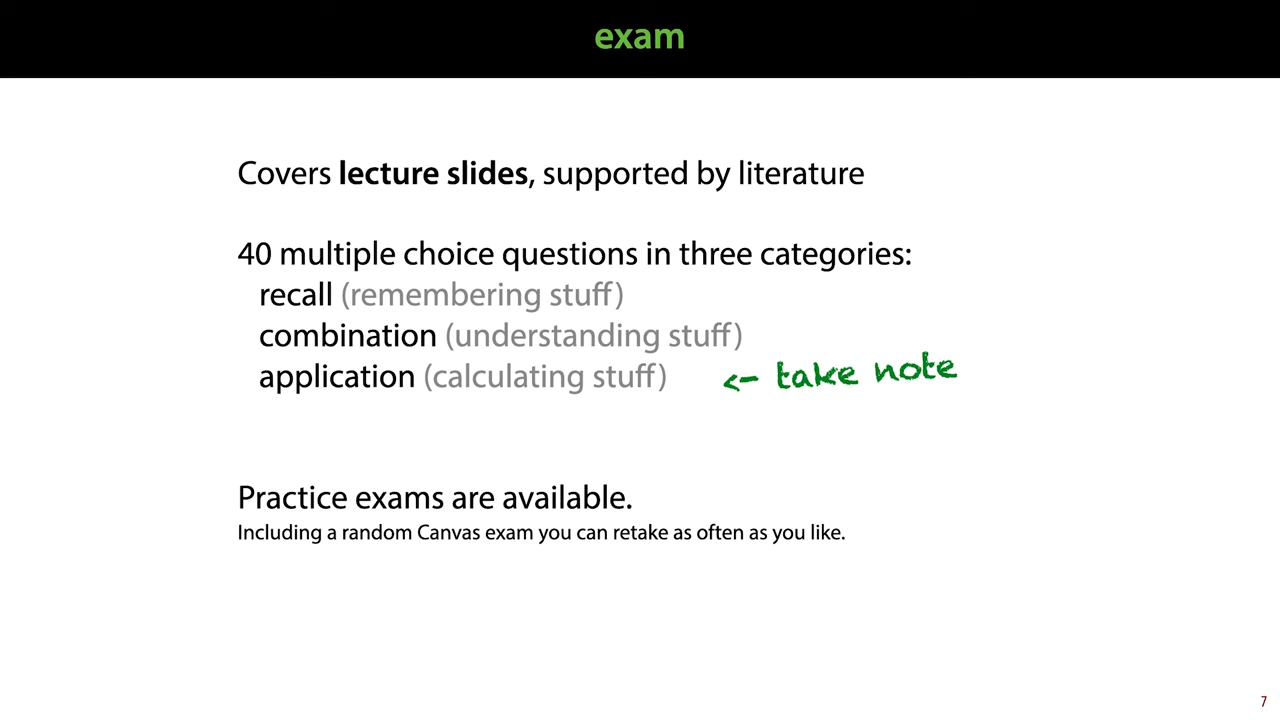 exam
Covers lecture slides, supported by literature
40 multiple choice questions in three categories:
recall (remembering stuff)
combination (understanding stuff)
application (calculating stuff) <- take note
Practice exams are available.
Including a random Canvas exam you can retake as often as you like.
7